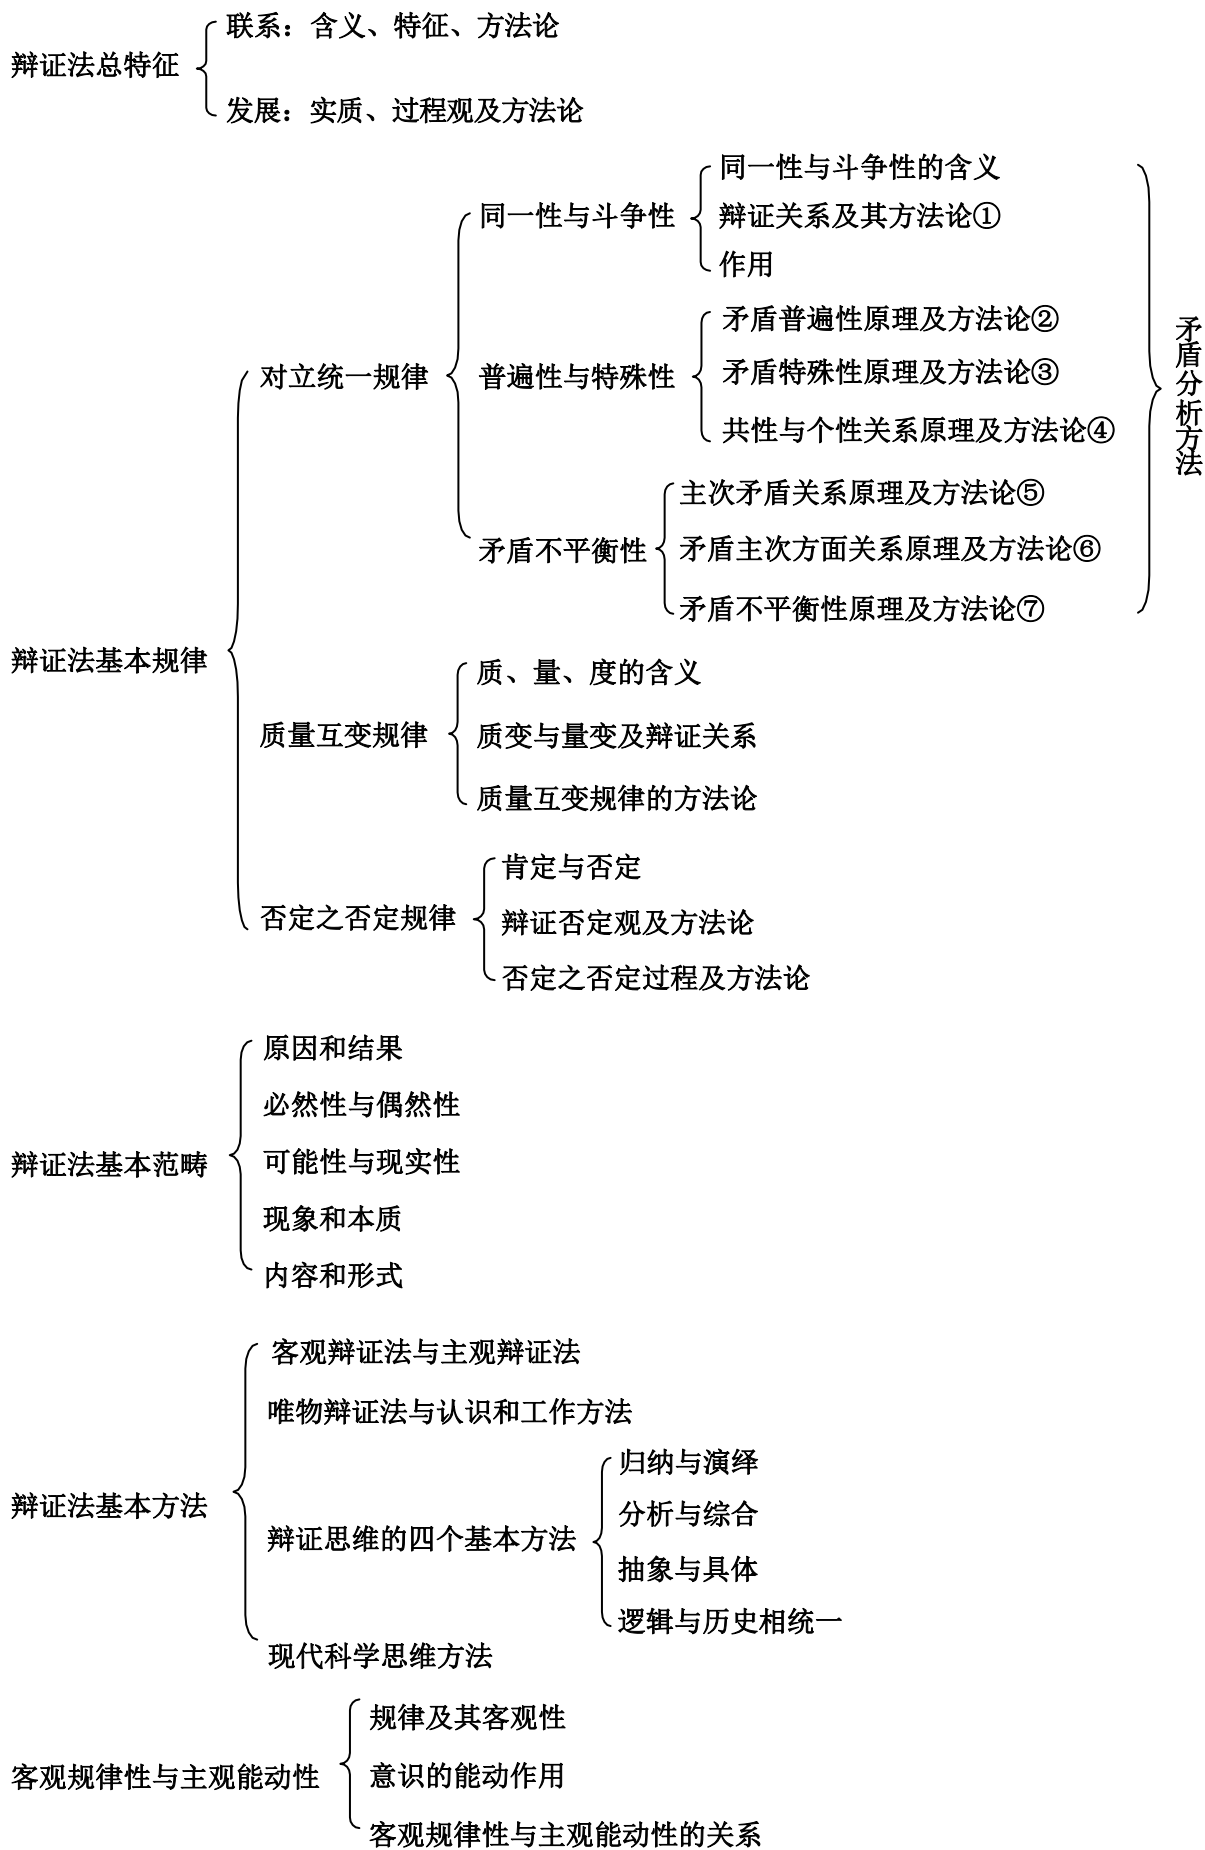 辩证法总特征
联系：含义、特征、方法论
发展：实质、过程观及方法论
辩证法基本规律
对立统一规律
同一性与斗争性
同一性与斗争性的含义
辩证关系及其方法论①
作用
普遍性与特殊性
矛盾普遍性原理及方法论②
矛盾特殊性原理及方法论③
共性与个性关系原理及方法论④
矛盾不平衡性
主次矛盾关系原理及方法论⑤
矛盾主次方面关系原理及方法论⑥
矛盾不平衡性原理及方法论⑦
矛盾分析方法
质量互变规律
质、量、度的含义
质变与量变及辩证关系
质量互变规律的方法论
否定之否定规律
肯定与否定
辩证否定观及方法论
否定之否定过程及方法论
辩证法基本范畴
原因和结果
必然性与偶然性
可能性与现实性
现象和本质
内容和形式
辩证法基本方法
客观辩证法与主观辩证法
唯物辩证法与认识和工作方法
辩证思维的四个基本方法
归纳与演绎
分析与综合
抽象与具体
逻辑与历史相统一
现代科学思维方法
客观规律性与主观能动性
规律及其客观性
意识的能动作用
客观规律性与主观能动性的关系